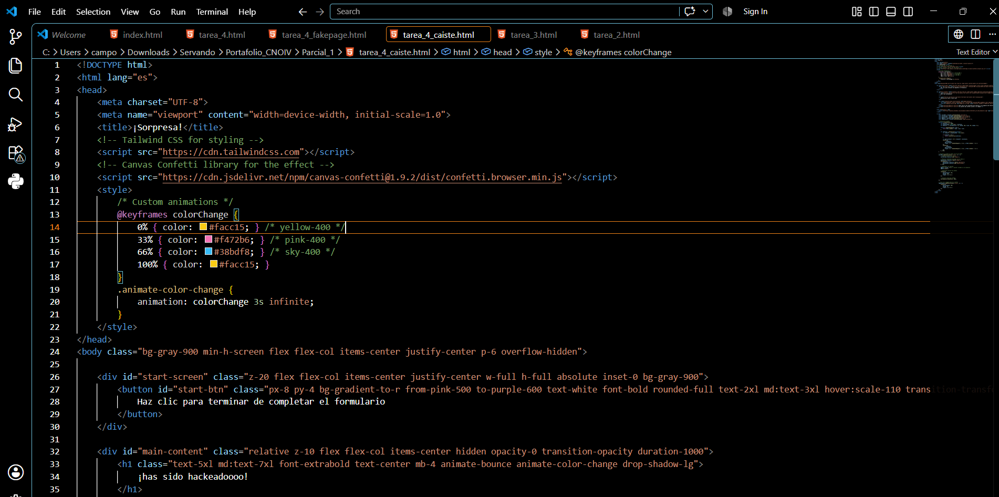 File Edit Selection View Go Run Terminal Help Search Sign In
Welcome index.html tarea_4.html tarea_4_fakepage.html tarea_4_caiste.html tarea_3.html tarea_2.html
C: > Users > campo > Downloads > Servando > Portafolio_CNOIV > Parcial_1 > tarea_4_caiste.html > html > head > style > @keyframes colorChange Text Editor
1 <!DOCTYPE html>
2 <html lang="es">
3 <head>
4 <meta charset="UTF-8">
5 <meta name="viewport" content="width=device-width, initial-scale=1.0">
6 <title>¡Sorpresa!</title>
7 <!-- Tailwind CSS for styling -->
8 <script src="https://cdn.tailwindcss.com"></script>
9 <!-- Canvas Confetti library for the effect -->
10 <script src="https://cdn.jsdelivr.net/npm/canvas-confetti@1.9.2/dist/confetti.browser.min.js"></script>
11 <style>
12 /* Custom animations */
13 @keyframes colorChange {
14 0% { color: #facc15; } /* yellow-400 */
15 33% { color: #f472b6; } /* pink-400 */
16 66% { color: #38bdf8; } /* sky-400 */
17 100% { color: #facc15; }
18 }
19 .animate-color-change {
20 animation: colorChange 3s infinite;
21 }
22 </style>
23 </head>
24 <body class="bg-gray-900 min-h-screen flex flex-col items-center justify-center p-6 overflow-hidden">
25
26 <div id="start-screen" class="z-20 flex flex-col items-center justify-center w-full h-full absolute inset-0 bg-gray-900">
27 <button id="start-btn" class="px-8 py-4 bg-gradient-to-r from-pink-500 to-purple-600 text-white font-bold rounded-full text-2xl md:text-3xl hover:scale-110 transition-transf
28 Haz clic para terminar de completar el formulario
29 </button>
30 </div>
31
32 <div id="main-content" class="relative z-10 flex flex-col items-center hidden opacity-0 transition-opacity duration-1000">
33 <h1 class="text-5xl md:text-7xl font-extrabold text-center mb-4 animate-bounce animate-color-change drop-shadow-lg">
34 ¡has sido hackeadoooo!
35 </h1>